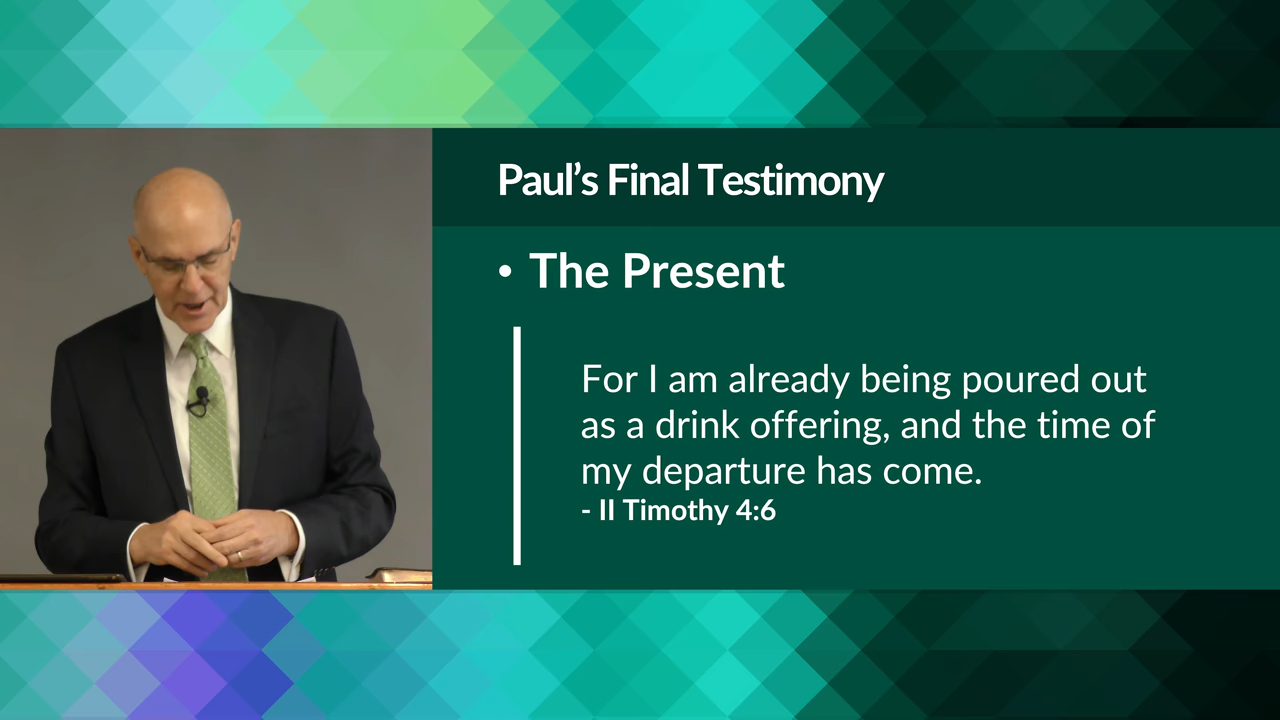 Paul’s Final Testimony
• The Present
For I am already being poured out
as a drink offering, and the time of
my departure has come.
- II Timothy 4:6